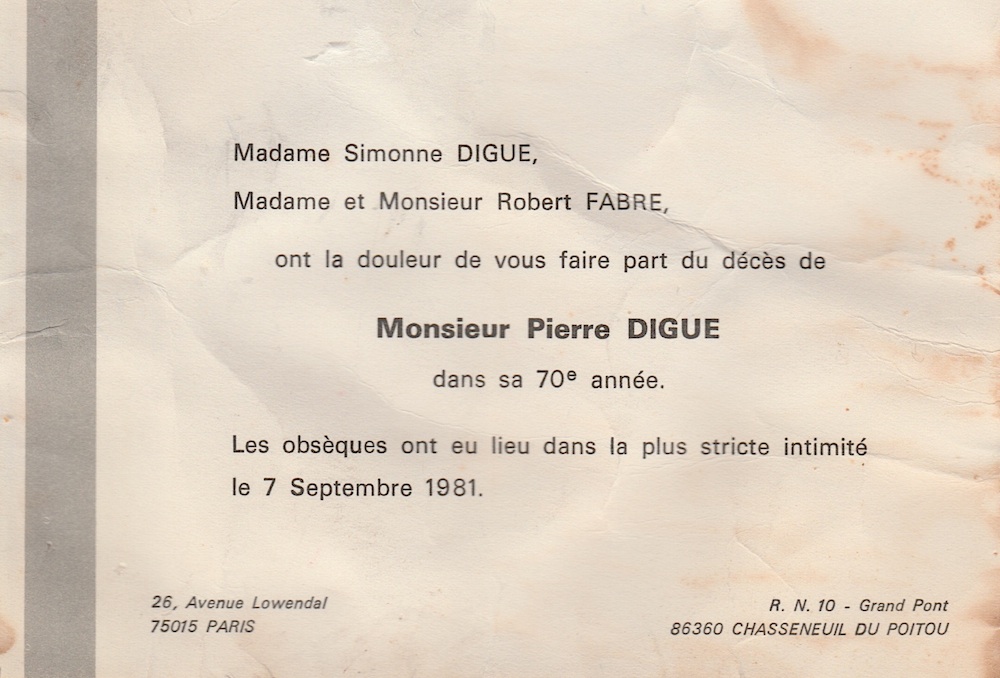 Madame Simonne DIGUE,
Madame et Monsieur Robert FABRE,
ont la douleur de vous faire part du décès de
Monsieur Pierre DIGUE
dans sa 70e année.
Les obsèques ont eu lieu dans la plus stricte intimité
le 7 Septembre 1981.
26, Avenue Lowendal
75015 PARIS
R. N. 10 - Grand Pont
86360 CHASSENEUIL DU POITOU